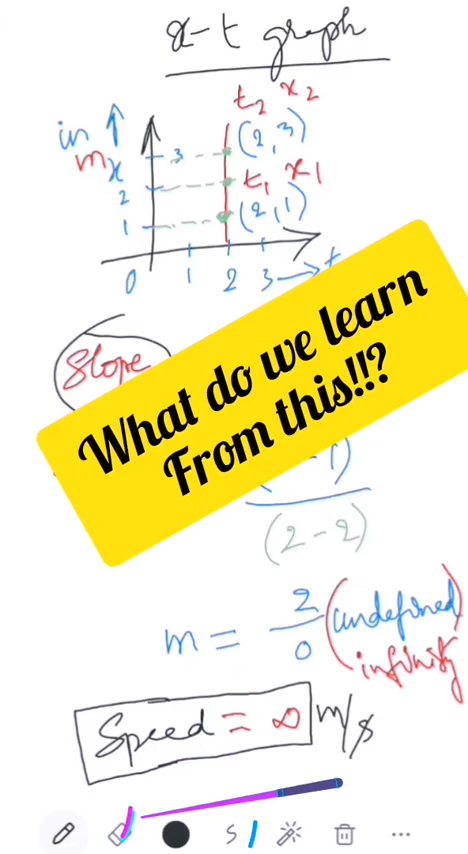 x-t graph
t2 x2
in
m
x
3
(2, 3)
2
t1 x1
1
(2, 1)
0 1 2 3 → t
Slope
What do we learn
From this!!?
1)
(2-2)
m = 2/0 (undefined
infinity)
Speed = ∞ m/s
S